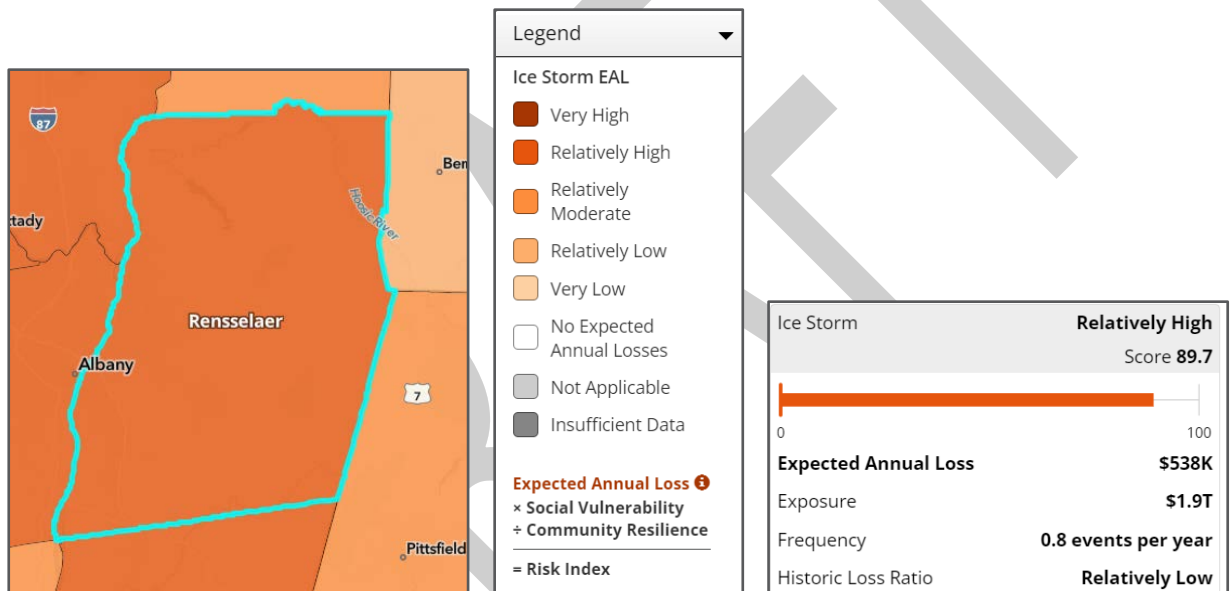 87
Ben
tady
Hoosic River
Rensselaer
Albany
7
Pittsfield
Legend
Ice Storm EAL
Very High
Relatively High
Relatively
Moderate
Relatively Low
Very Low
No Expected
Annual Losses
Not Applicable
Insufficient Data
Expected Annual Loss
× Social Vulnerability
÷ Community Resilience
= Risk Index
Ice Storm Relatively High
Score 89.7
0 100
Expected Annual Loss $538K
Exposure $1.9T
Frequency 0.8 events per year
Historic Loss Ratio Relatively Low